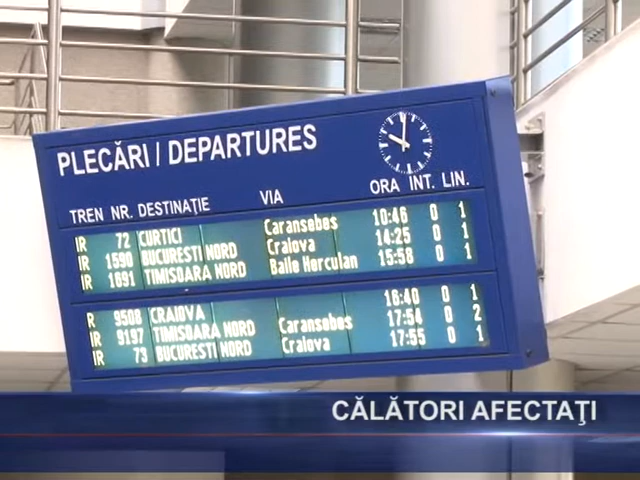 PLECĂRI / DEPARTURES
TREN NR. DESTINAŢIE VIA ORA INT. LIN.
IR 72 CURTICI Caransebes 10:46 0 1
IR 1590 BUCURESTI NORD Craiova 14:25 0 1
IR 1691 TIMISOARA NORD Baile Herculan 15:58 0 1
R 9508 CRAIOVA 16:40 0 1
IR 9197 TIMISOARA NORD Caransebes 17:54 0 2
IR 73 BUCURESTI NORD Craiova 17:55 0 1
CĂLĂTORI AFECTAŢI